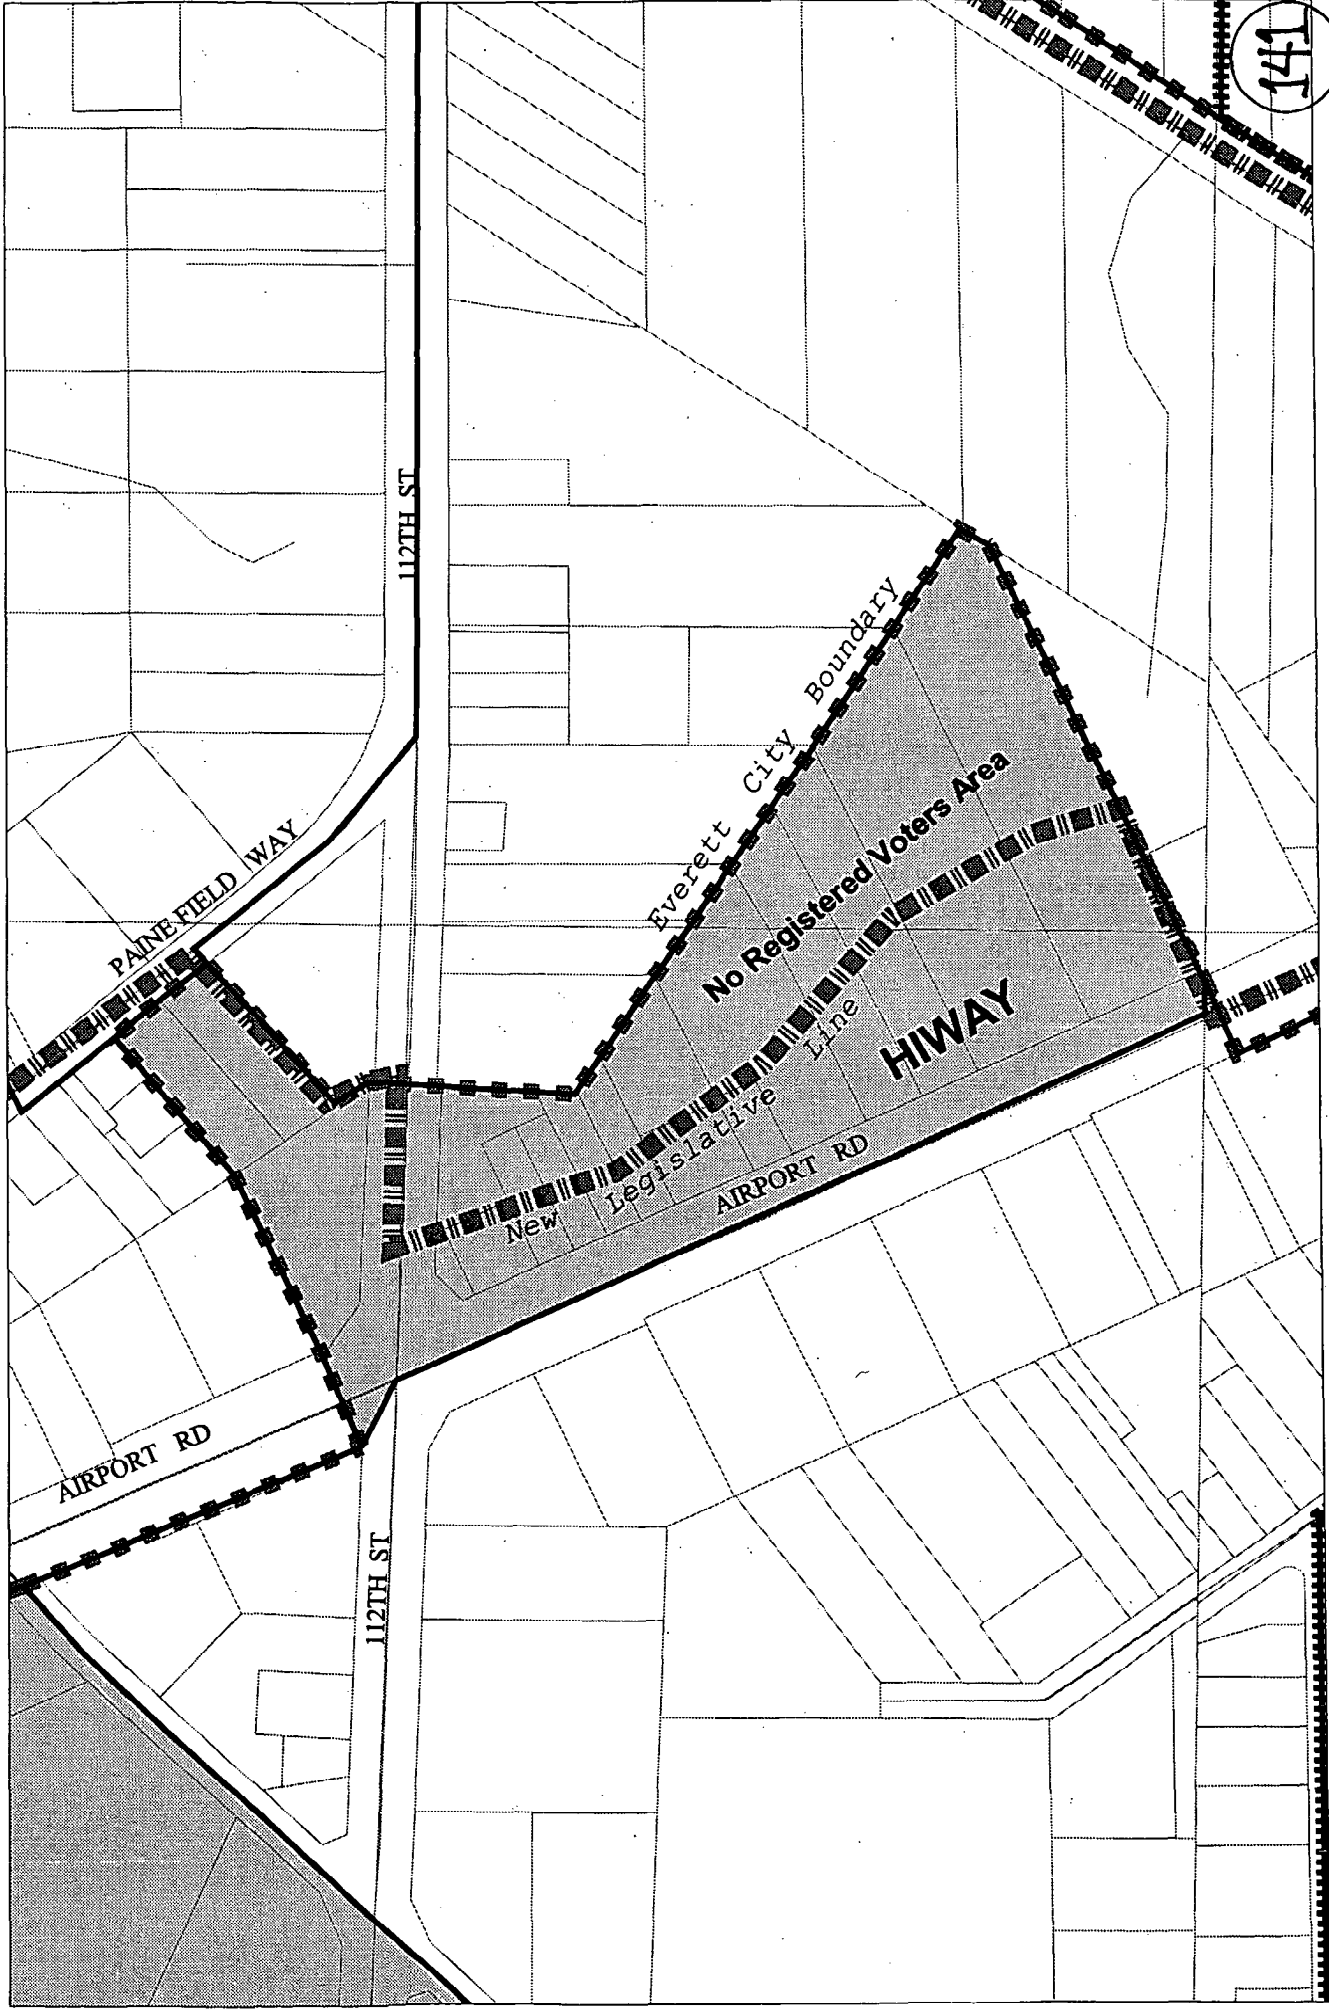 141
112TH ST
PAINE FIELD WAY
Everett City Boundary
No Registered Voters Area
HIWAY
New Legislative Line
AIRPORT RD
AIRPORT RD
112TH ST